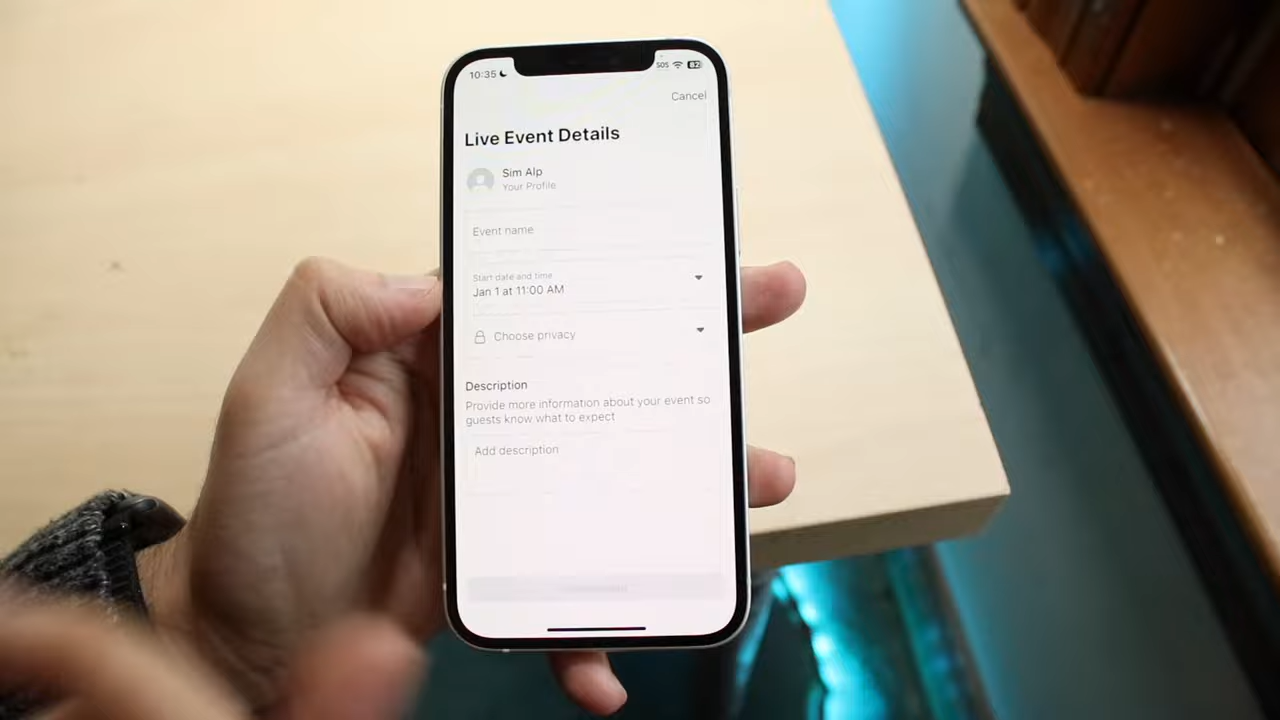 10:35
SOS
82
Cancel
Live Event Details
Sim Alp
Your Profile
Event name
Start date and time
Jan 1 at 11:00 AM
Choose privacy
Description
Provide more information about your event so
guests know what to expect
Add description